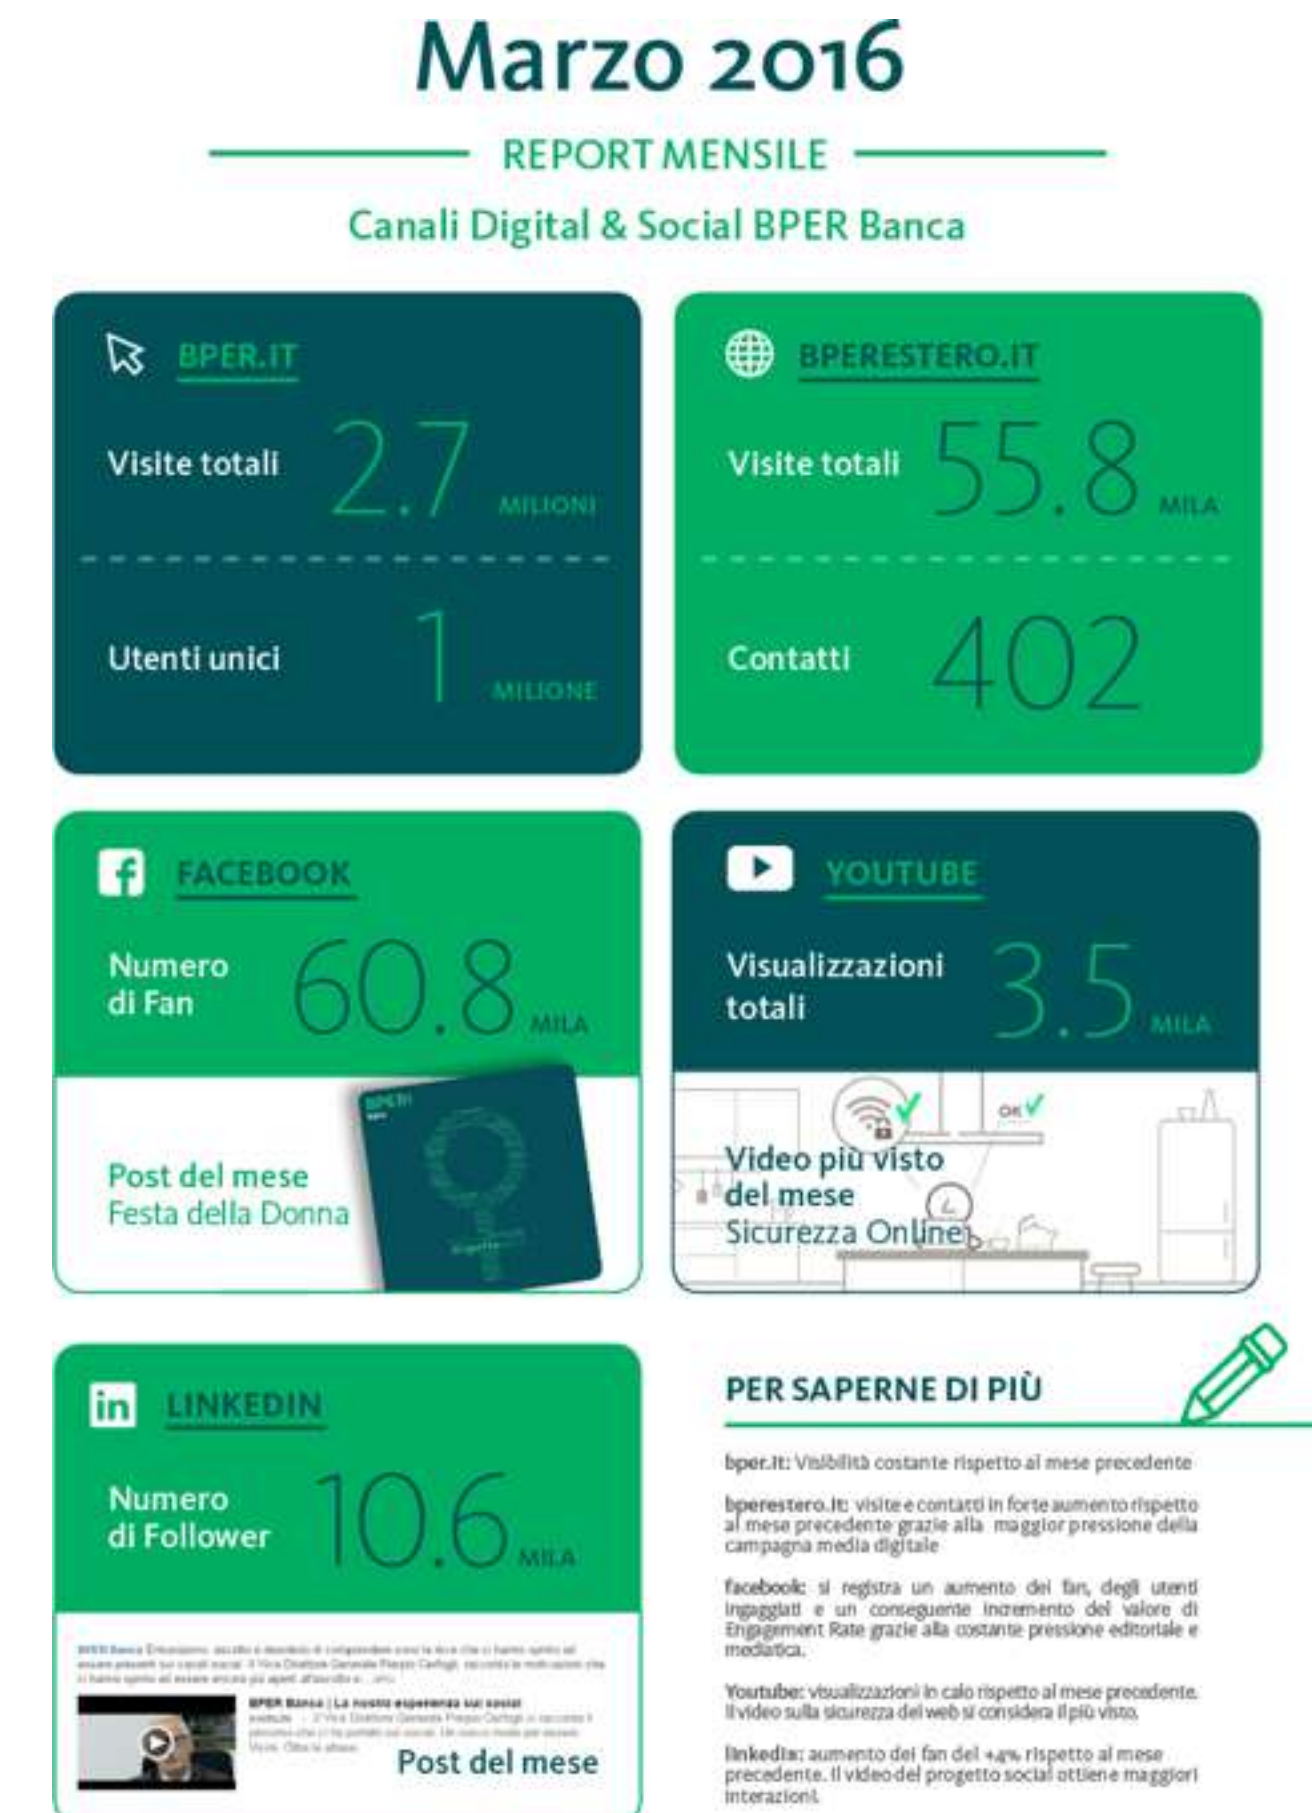 Marzo 2016
REPORT MENSILE
Canali Digital & Social BPER Banca
BPER.IT
Visite totali 2.7 MILIONI
Utenti unici 1 MILIONE
BPERESTERO.IT
Visite totali 55.8 MILA
Contatti 402
FACEBOOK
Numero
di Fan 60.8 MILA
Post del mese
Festa della Donna
YOUTUBE
Visualizzazioni
totali 3.5 MILA
OK
Video più visto
del mese
Sicurezza Online
LINKEDIN
Numero
di Follower 10.6 MILA
BPER Banca | La nostra esperienza sui social
Post del mese
PER SAPERNE DI PIÙ
bper.it: Visibilità costante rispetto al mese precedente
bperestero.it: visite e contatti in forte aumento rispetto
al mese precedente grazie alla maggior pressione della
campagna media digitale
facebook: si registra un aumento dei fan, degli utenti
ingaggiati e un conseguente incremento del valore di
Engagement Rate grazie alla costante pressione editoriale e
mediatica.
Youtube: visualizzazioni in calo rispetto al mese precedente.
Il video sulla sicurezza del web si considera il più visto.
linkedin: aumento dei fan del +4% rispetto al mese
precedente. Il video del progetto social ottiene maggiori
interazioni.